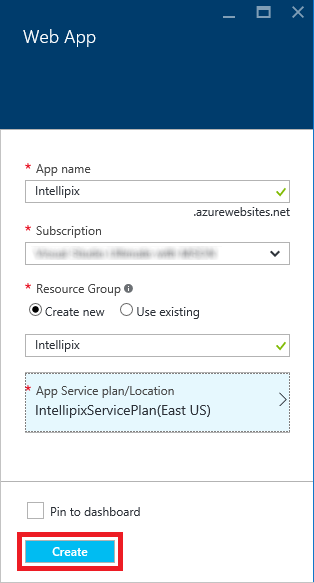 Web App
* App name
Intellipix
.azurewebsites.net
* Subscription
* Resource Group
Create new Use existing
Intellipix
* App Service plan/Location
IntellipixServicePlan(East US)
Pin to dashboard
Create